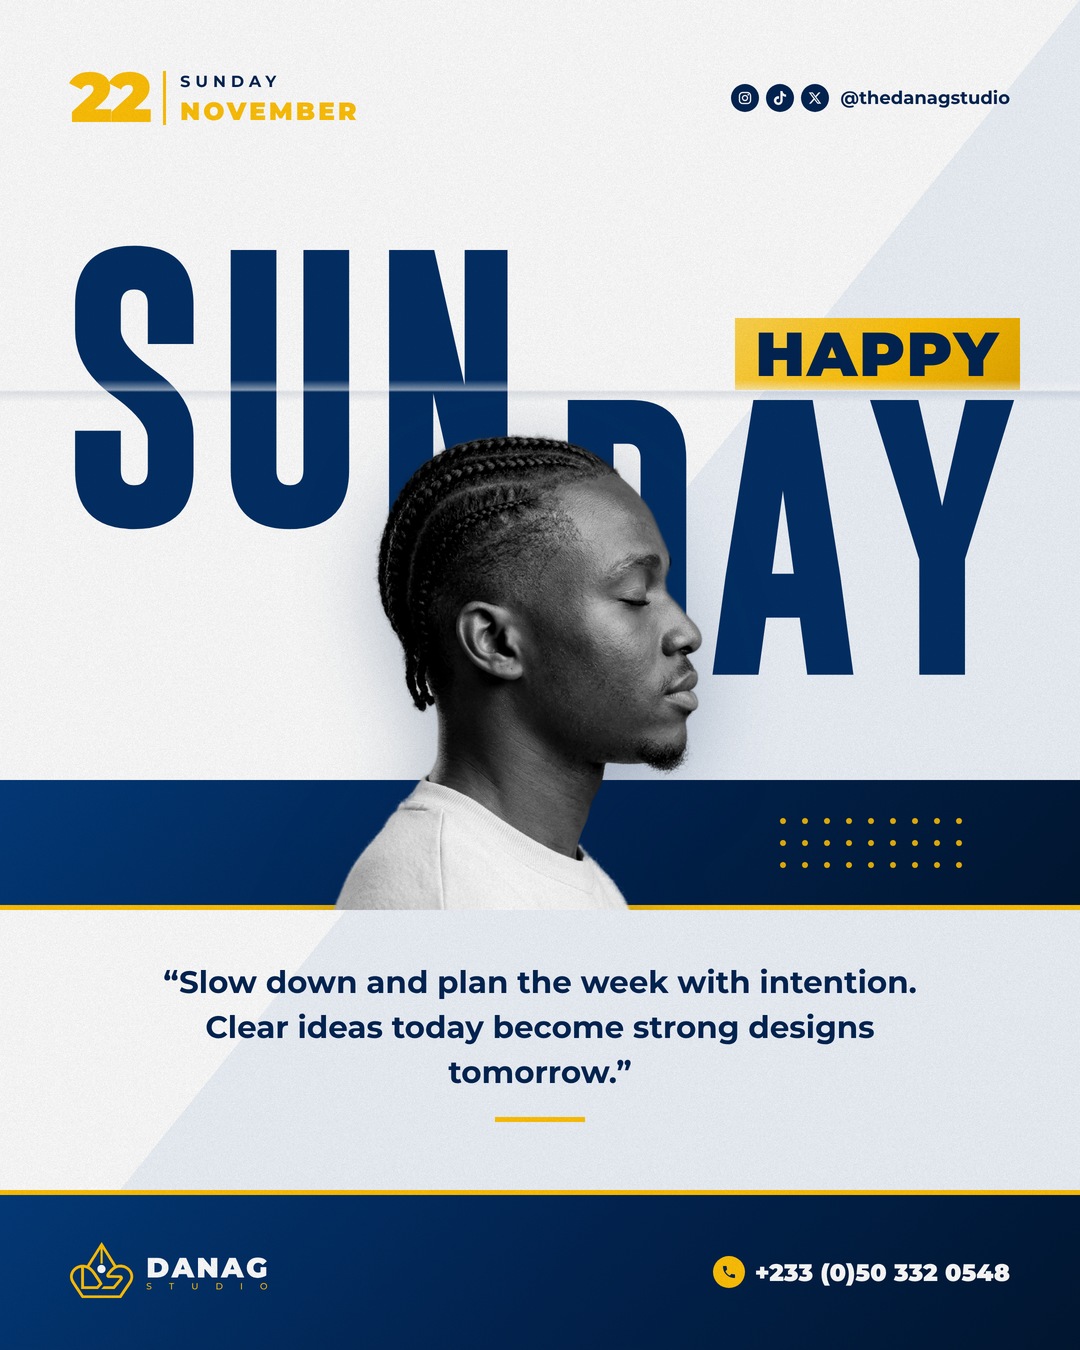 22
SUNDAY
NOVEMBER
@thedanagstudio
SUN
HAPPY
DAY
“Slow down and plan the week with intention.
Clear ideas today become strong designs
tomorrow.”
DS
DANAG
STUDIO
+233 (0)50 332 0548